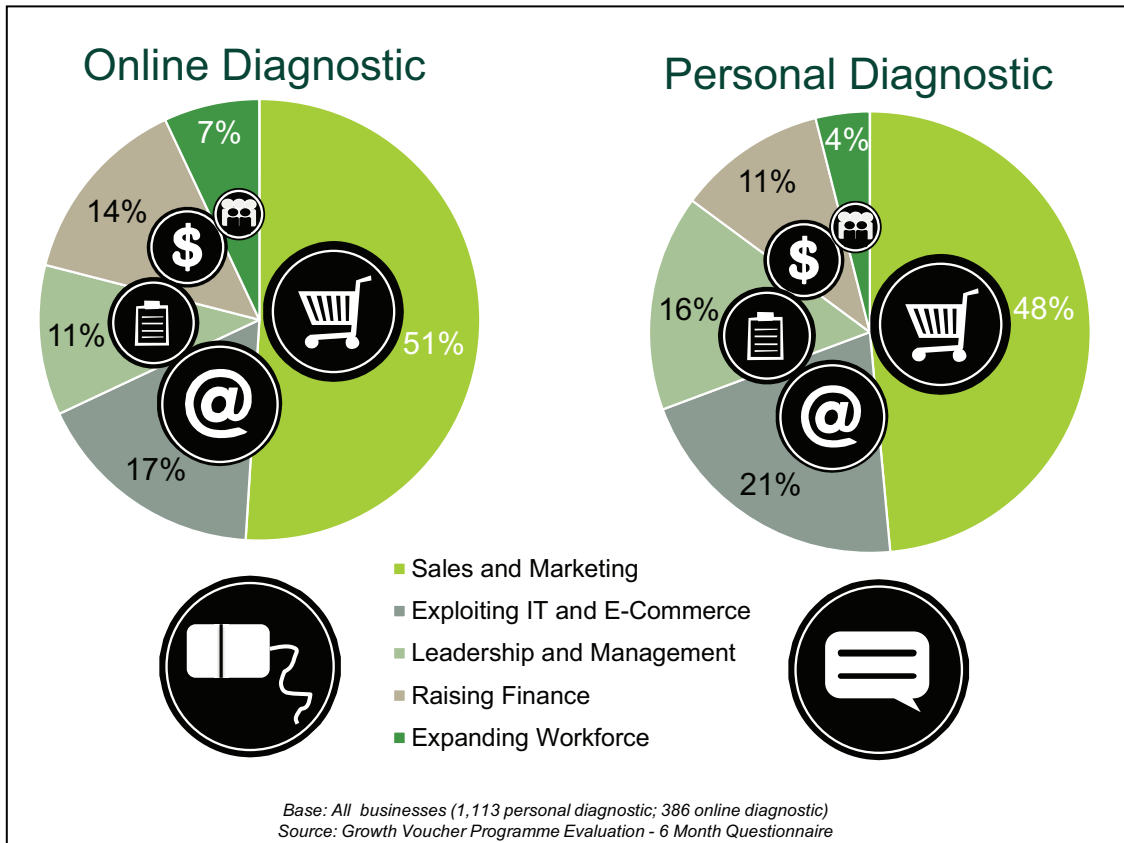 Online Diagnostic
7%
14%
$
11%
51%
@
17%
Personal Diagnostic
4%
11%
$
16%
48%
@
21%
Sales and Marketing
Exploiting IT and E-Commerce
Leadership and Management
Raising Finance
Expanding Workforce
Base: All businesses (1,113 personal diagnostic; 386 online diagnostic)
Source: Growth Voucher Programme Evaluation - 6 Month Questionnaire